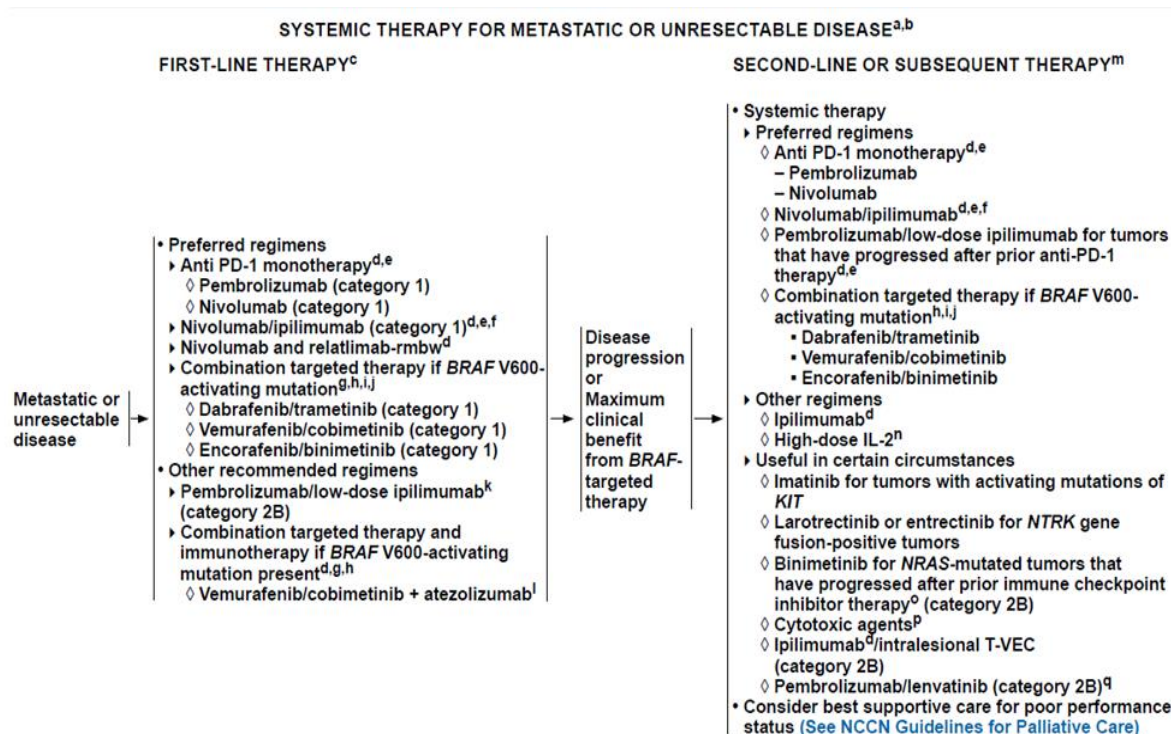 SYSTEMIC THERAPY FOR METASTATIC OR UNRESECTABLE DISEASEa,b
FIRST-LINE THERAPYc
Metastatic or
unresectable
disease
• Preferred regimens
‣ Anti PD-1 monotherapyd,e
◊ Pembrolizumab (category 1)
◊ Nivolumab (category 1)
‣ Nivolumab/ipilimumab (category 1)d,e,f
‣ Nivolumab and relatlimab-rmbwd
‣ Combination targeted therapy if BRAF V600-
activating mutationg,h,i,j
◊ Dabrafenib/trametinib (category 1)
◊ Vemurafenib/cobimetinib (category 1)
◊ Encorafenib/binimetinib (category 1)
• Other recommended regimens
‣ Pembrolizumab/low-dose ipilimumabk
(category 2B)
‣ Combination targeted therapy and
immunotherapy if BRAF V600-activating
mutation presentd,g,h
◊ Vemurafenib/cobimetinib + atezolizumabl
Disease
progression
or
Maximum
clinical
benefit
from BRAF-
targeted
therapy
SECOND-LINE OR SUBSEQUENT THERAPYm
• Systemic therapy
‣ Preferred regimens
◊ Anti PD-1 monotherapyd,e
– Pembrolizumab
– Nivolumab
◊ Nivolumab/ipilimumabd,e,f
◊ Pembrolizumab/low-dose ipilimumab for tumors
that have progressed after prior anti-PD-1
therapyd,e
◊ Combination targeted therapy if BRAF V600-
activating mutationh,i,j
▪ Dabrafenib/trametinib
▪ Vemurafenib/cobimetinib
▪ Encorafenib/binimetinib
‣ Other regimens
◊ Ipilimumabd
◊ High-dose IL-2n
‣ Useful in certain circumstances
◊ Imatinib for tumors with activating mutations of
KIT
◊ Larotrectinib or entrectinib for NTRK gene
fusion-positive tumors
◊ Binimetinib for NRAS-mutated tumors that
have progressed after prior immune checkpoint
inhibitor therapyo (category 2B)
◊ Cytotoxic agentsp
◊ Ipilimumabd/intralesional T-VEC
(category 2B)
◊ Pembrolizumab/lenvatinib (category 2B)q
• Consider best supportive care for poor performance
status (See NCCN Guidelines for Palliative Care)